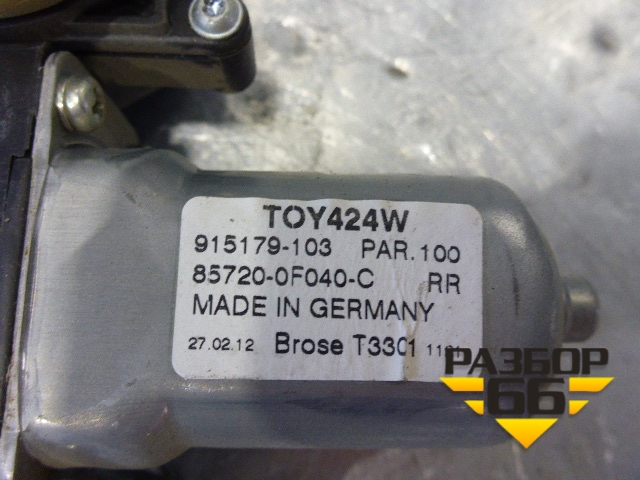 TOY424W
915179-103 PAR.100
85720-0F040-C RR
MADE IN GERMANY
27.02.12 Brose T3301
РАЗБОР
66